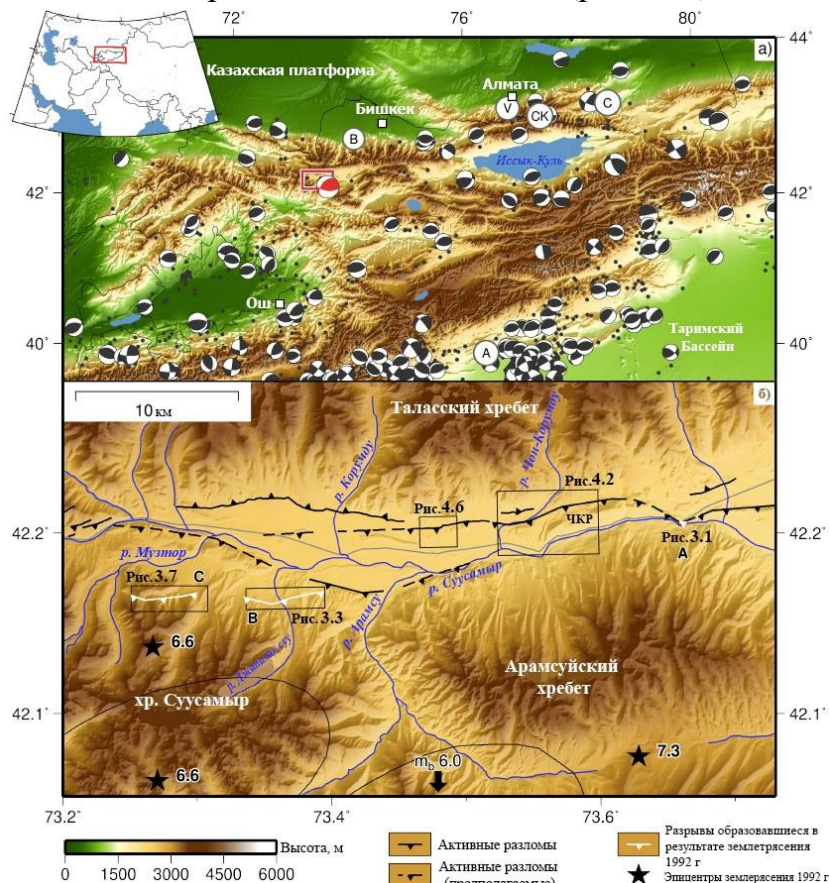 72˚
76˚
80˚
44˚
а)
Казахская платформа
Алмата
V
CK
C
Бишкек
B
Иссык-Куль
42˚
42˚
Ош
40˚
40˚
A
Таримский
Бассейн
10 км
Таласский хребет
б)
р. Корумду
р. Чон-Корумду
Рис.4.2
Рис.4.6
ЧКР
42.2˚
42.2˚
Рис.3.1
A
р. Музтор
р. Суусамыр
Рис.3.7
C
B
Рис.3.3
р. Арамсу
6.6
Арамсуйский
хребет
хр. Суусамыр
42.1˚
42.1˚
7.3
6.6
mb 6.0
73.2˚
73.4˚
73.6˚
Высота, м
0
1500
3000
4500
6000
Активные разломы
Активные разломы
Разрывы образовавшиеся в
результате землетрясения
1992 г
Эпицентры землерясения 1992 г